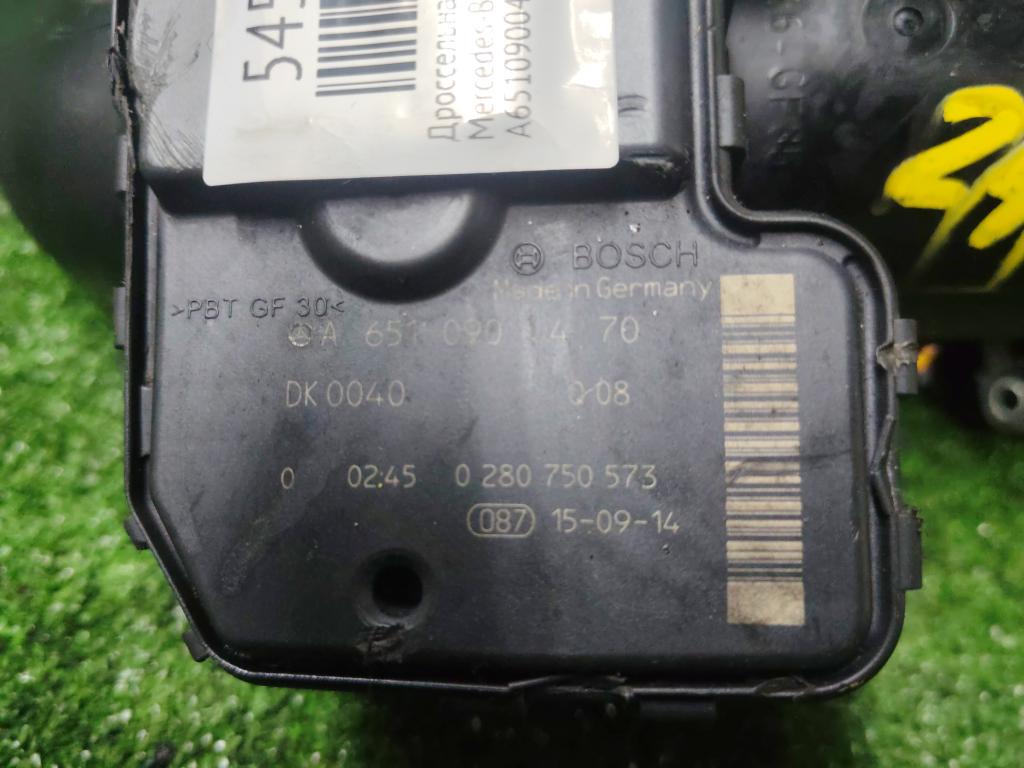 545
Дроссельна
Mercedes-B
A65109004
BOSCH
Made in Germany
>PBT GF 30<
A 651 090 4 70
DK 0040 0-08
0 02:45 0 280 750 573
087 15-09-14